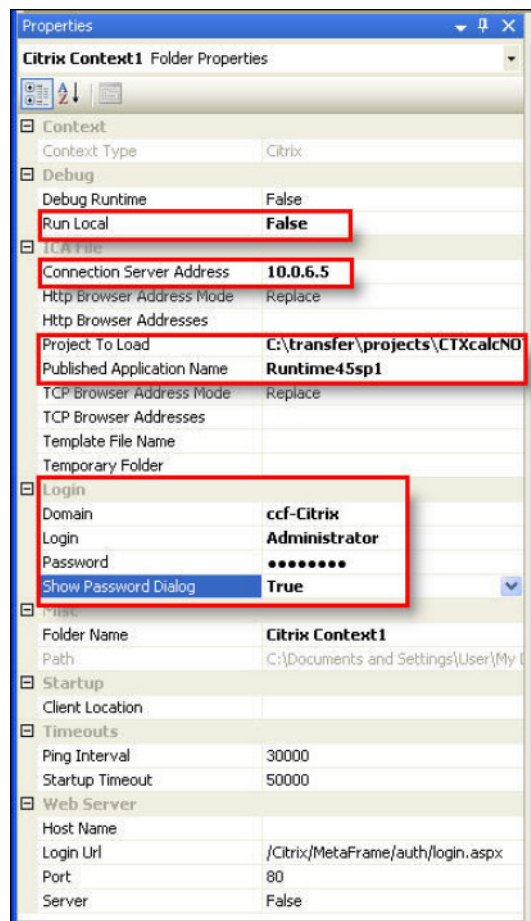 Properties
Citrix Context1 Folder Properties
Context
Context Type Citrix
Debug
Debug Runtime False
Run Local False
ICA File
Connection Server Address 10.0.6.5
Http Browser Address Mode Replace
Http Browser Addresses
Project To Load C:\transfer\projects\CTXcalcNO
Published Application Name Runtime45sp1
TCP Browser Address Mode Replace
TCP Browser Addresses
Template File Name
Temporary Folder
Login
Domain ccf-Citrix
Login Administrator
Password ●●●●●●●●
Show Password Dialog True
Misc
Folder Name Citrix Context1
Path C:\Documents and Settings\User\My
Startup
Client Location
Timeouts
Ping Interval 30000
Startup Timeout 50000
Web Server
Host Name
Login Url /Citrix/MetaFrame/auth/login.aspx
Port 80
Server False